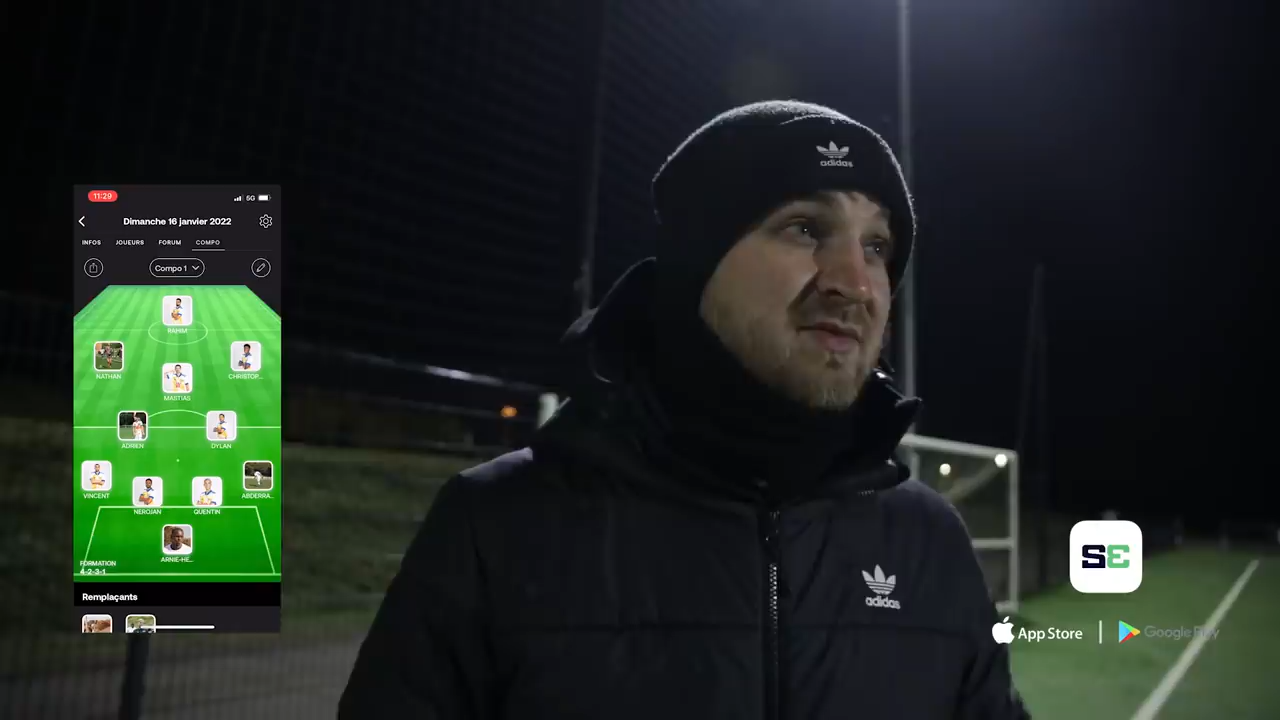 11:29
5G
Dimanche 16 janvier 2022
INFOS
JOUEURS
FORUM
COMPO
Compo 1
RAHIM
NATHAN
CHRISTOP...
MASTIAS
ADRIEN
DYLAN
VINCENT
ABDERRA...
NEROJAN
QUENTIN
ARNIE-HE...
FORMATION
4-2-3-1
Remplaçants
adidas
adidas
SE
App Store
Google Play